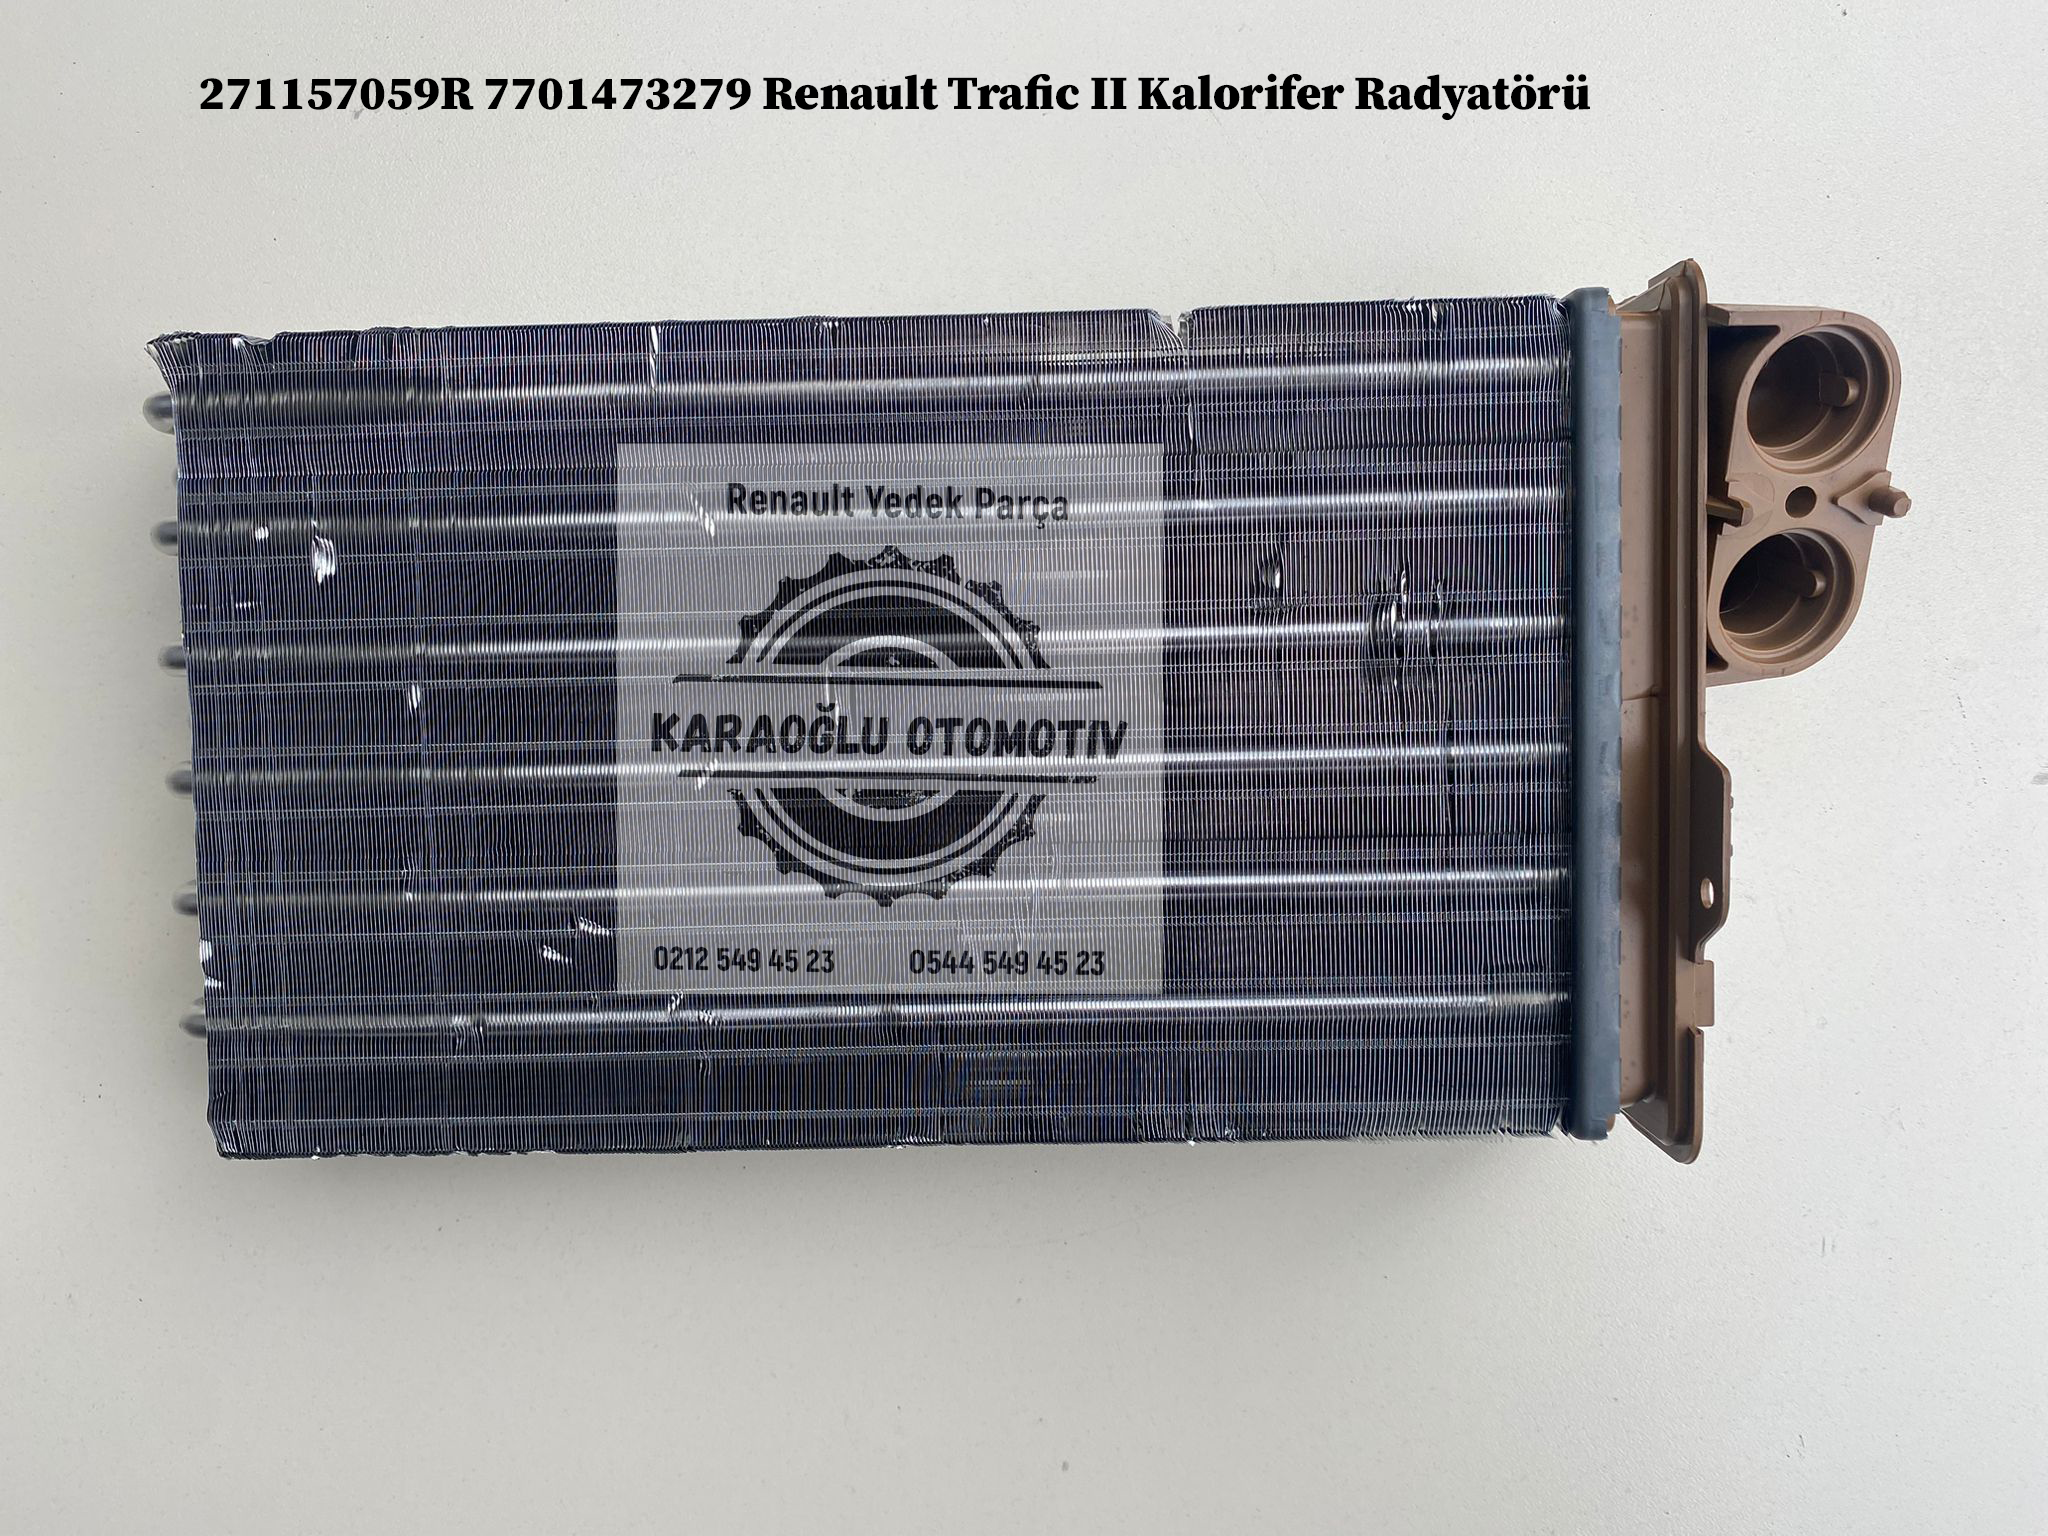 271157059R 7701473279 Renault Trafic II Kalorifer Radyatörü
Renault Yedek Parça
KARAOĞLU OTOMOTIV
0212 549 45 23 0544 549 45 23